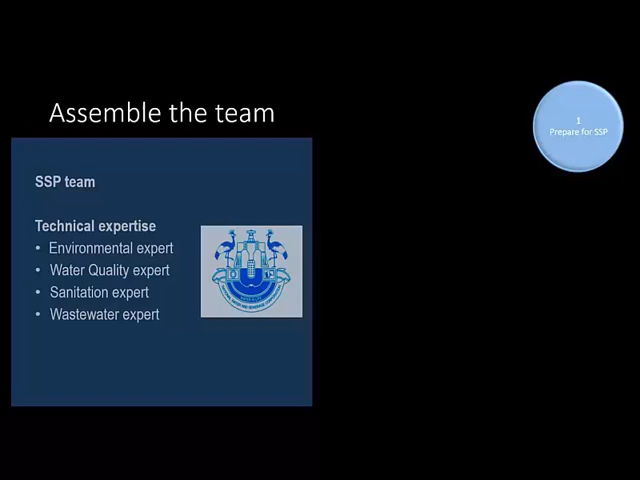 Assemble the team
1
Prepare for SSP
SSP team
Technical expertise
• Environmental expert
• Water Quality expert
• Sanitation expert
• Wastewater expert